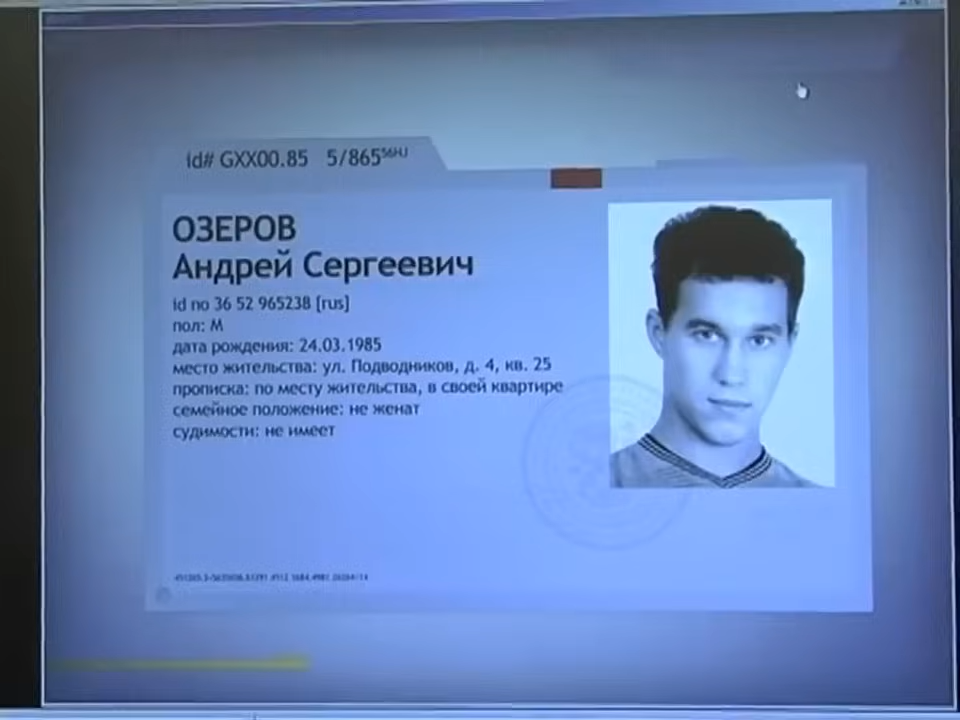 id# GXX00.85 5/865 56HJ
ОЗЕРОВ
Андрей Сергеевич
id no 36 52 965238 [rus]
пол: М
дата рождения: 24.03.1985
место жительства: ул. Подводников, д. 4, кв. 25
прописка: по месту жительства, в своей квартире
семейное положение: не женат
судимости: не имеет